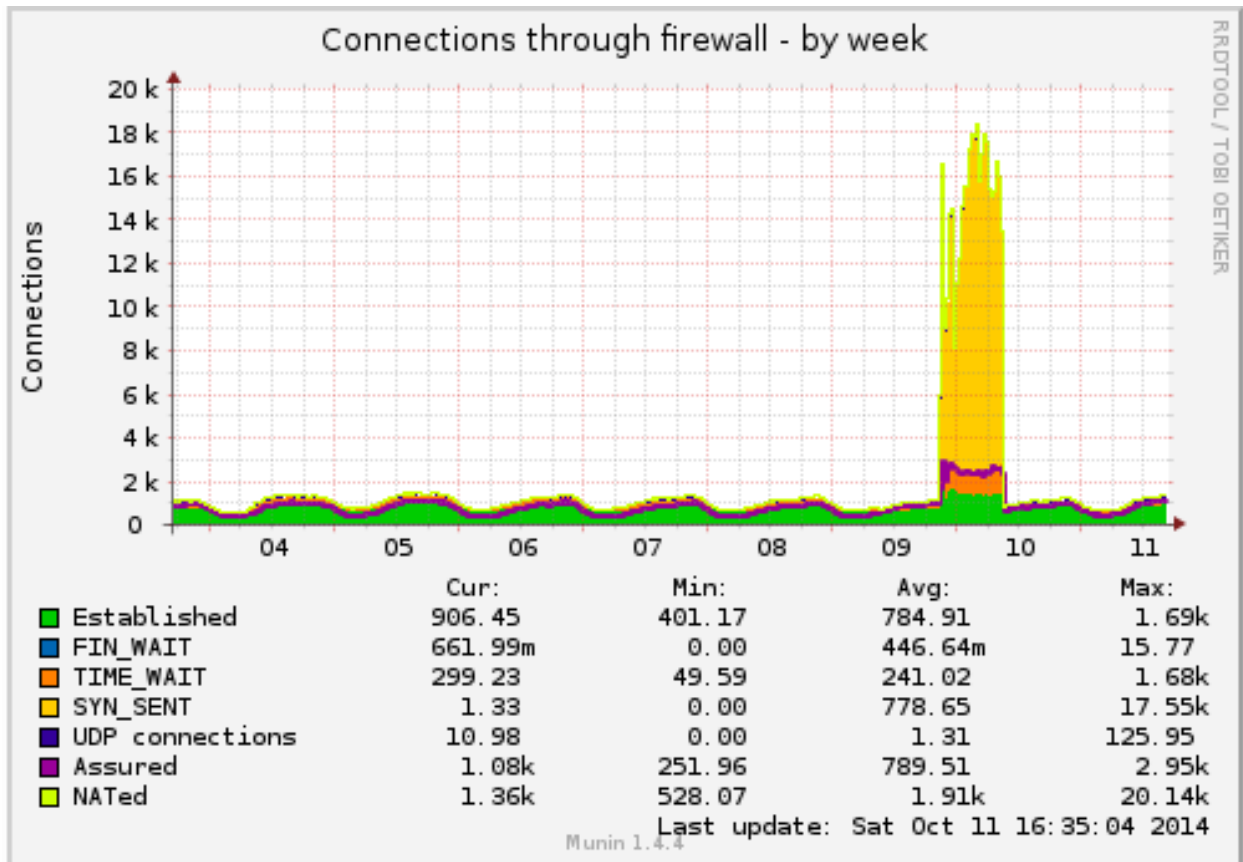 Connections through firewall - by week
RRDTOOL / TOBI OETIKER
Connections
20 k
18 k
16 k
14 k
12 k
10 k
8 k
6 k
4 k
2 k
0
04 05 06 07 08 09 10 11
Cur: Min: Avg: Max:
Established 906.45 401.17 784.91 1.69k
FIN_WAIT 661.99m 0.00 446.64m 15.77
TIME_WAIT 299.23 49.59 241.02 1.68k
SYN_SENT 1.33 0.00 778.65 17.55k
UDP connections 10.98 0.00 1.31 125.95
Assured 1.08k 251.96 789.51 2.95k
NATed 1.36k 528.07 1.91k 20.14k
Last update: Sat Oct 11 16:35:04 2014
Munin 1.4.4